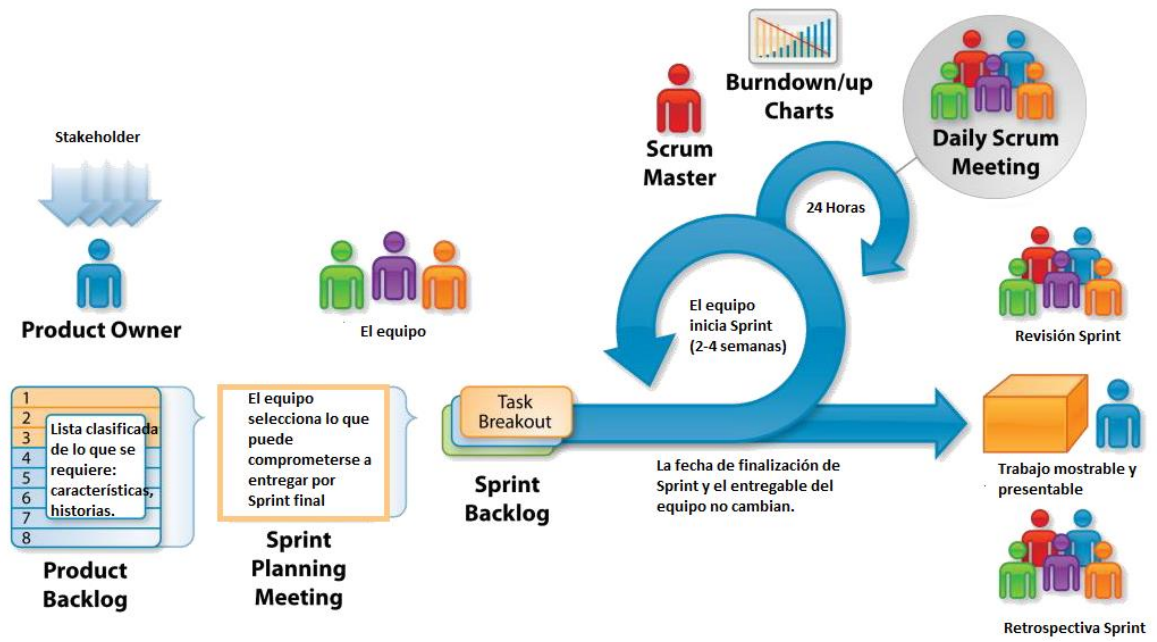 Stakeholder
Product Owner
1
2
3
4
5
6
7
8
Lista clasificada
de lo que se
requiere:
características,
historias.
Product
Backlog
El equipo
El equipo
selecciona lo que
puede
comprometerse a
entregar por
Sprint final
Sprint
Planning
Meeting
Task
Breakout
Sprint
Backlog
Scrum
Master
Burndown/up
Charts
Daily Scrum
Meeting
24 Horas
El equipo
inicia Sprint
(2-4 semanas)
La fecha de finalización de
Sprint y el entregable del
equipo no cambian.
Revisión Sprint
Trabajo mostrable y
presentable
Retrospectiva Sprint